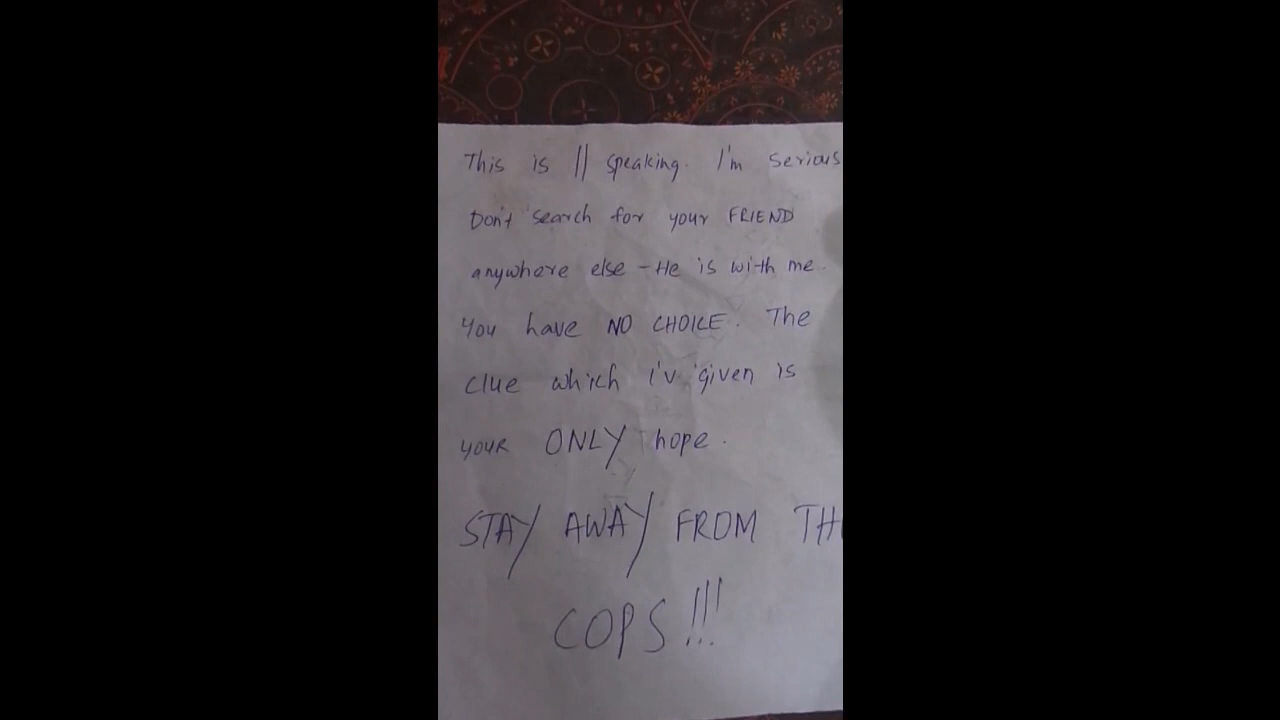 This is || speaking. I'm serious
Don't search for your FRIEND
anywhere else - He is with me.
You have NO CHOICE. The
clue which i'v given is
YOUR ONLY hope.
STAY AWAY FROM THE
COPS!!!